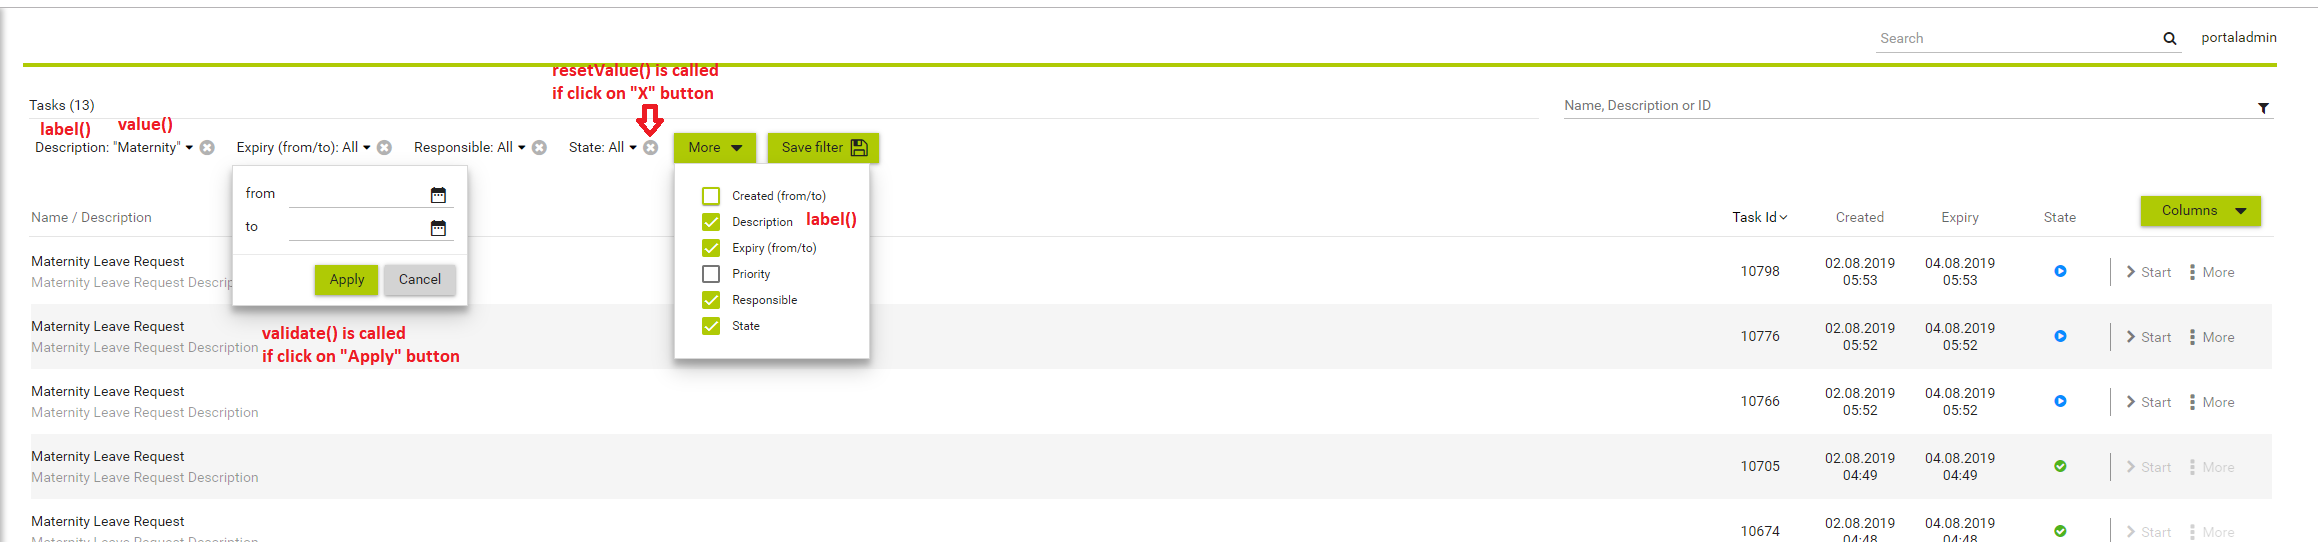 Search
portaladmin
resetValue() is called
if click on "X" button
Tasks (13)
Name, Description or ID
label()
value()
Description: "Maternity"
Expiry (from/to): All
Responsible: All
State: All
More
Save filter
from
to
Apply
Cancel
Created (from/to)
Description
label()
Expiry (from/to)
Priority
Responsible
State
validate() is called
if click on "Apply" button
Name / Description
Task Id
Created
Expiry
State
Columns
Maternity Leave Request
Maternity Leave Request Descrip
10798
02.08.2019
05:53
04.08.2019
05:53
Start
More
Maternity Leave Request
Maternity Leave Request Description
10776
02.08.2019
05:52
04.08.2019
05:52
Start
More
Maternity Leave Request
Maternity Leave Request Description
10766
02.08.2019
05:52
04.08.2019
05:52
Start
More
Maternity Leave Request
Maternity Leave Request Description
10705
02.08.2019
04:49
04.08.2019
04:49
Start
More
Maternity Leave Request
Maternity Leave Request Description
10674
02.08.2019
04:48
04.08.2019
04:48
Start
More